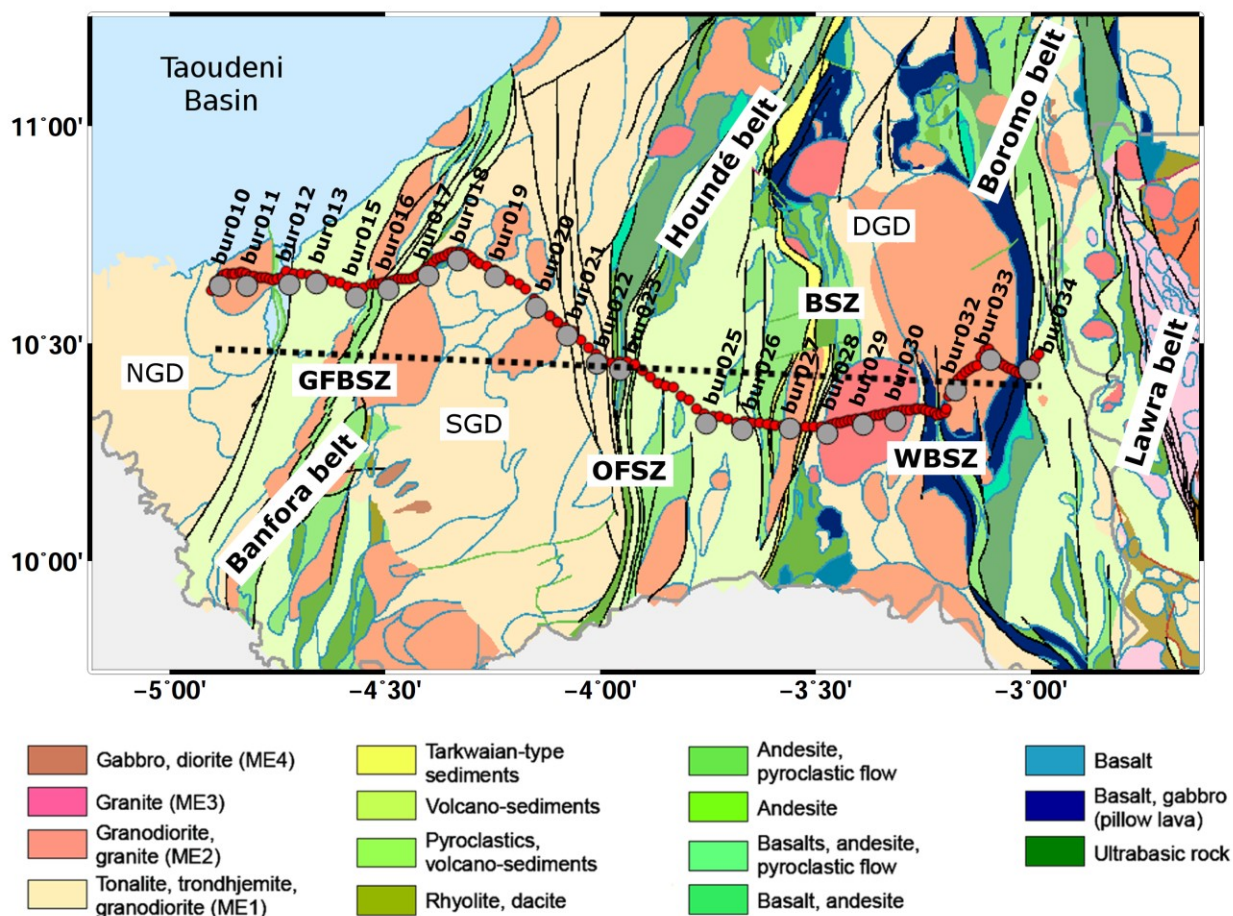 Taoudeni
Basin
11°00'
10°30'
10°00'
bur010
bur011
bur012
bur013
bur015
bur016
bur017
bur018
bur019
bur020
bur021
bur022
bur023
bur025
bur026
bur027
bur028
bur029
bur030
bur032
bur033
bur034
Houndé belt
Boromo belt
DGD
BSZ
NGD
GFBSZ
SGD
Banfora belt
OFSZ
WBSZ
Lawra belt
-5°00'
-4°30'
-4°00'
-3°30'
-3°00'
Gabbro, diorite (ME4)
Granite (ME3)
Granodiorite,
granite (ME2)
Tonalite, trondhjemite,
granodiorite (ME1)
Tarkwaian-type
sediments
Volcano-sediments
Pyroclastics,
volcano-sediments
Rhyolite, dacite
Andesite,
pyroclastic flow
Andesite
Basalts, andesite,
pyroclastic flow
Basalt, andesite
Basalt
Basalt, gabbro
(pillow lava)
Ultrabasic rock